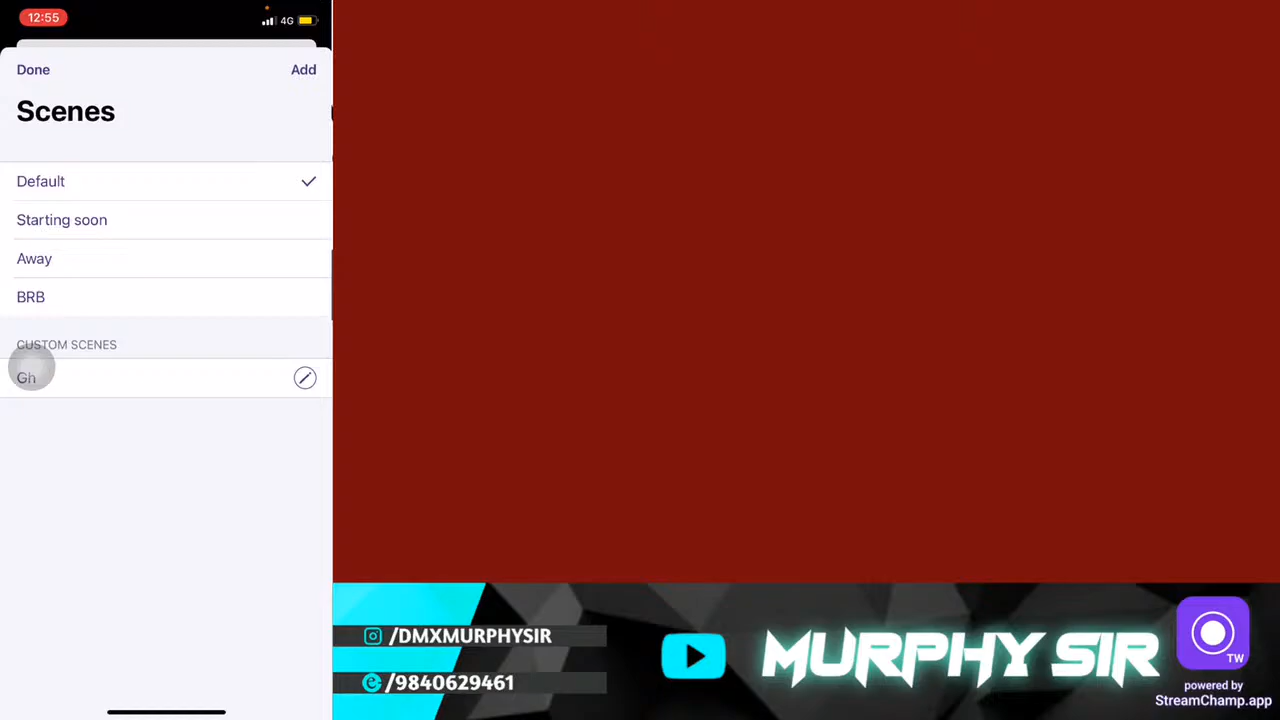 12:55
4G
Done
Add
Scenes
Default
Starting soon
Away
BRB
CUSTOM SCENES
Gh
/DMXMURPHYSIR
/9840629461
MURPHY SIR
TW
powered by
StreamChamp.app